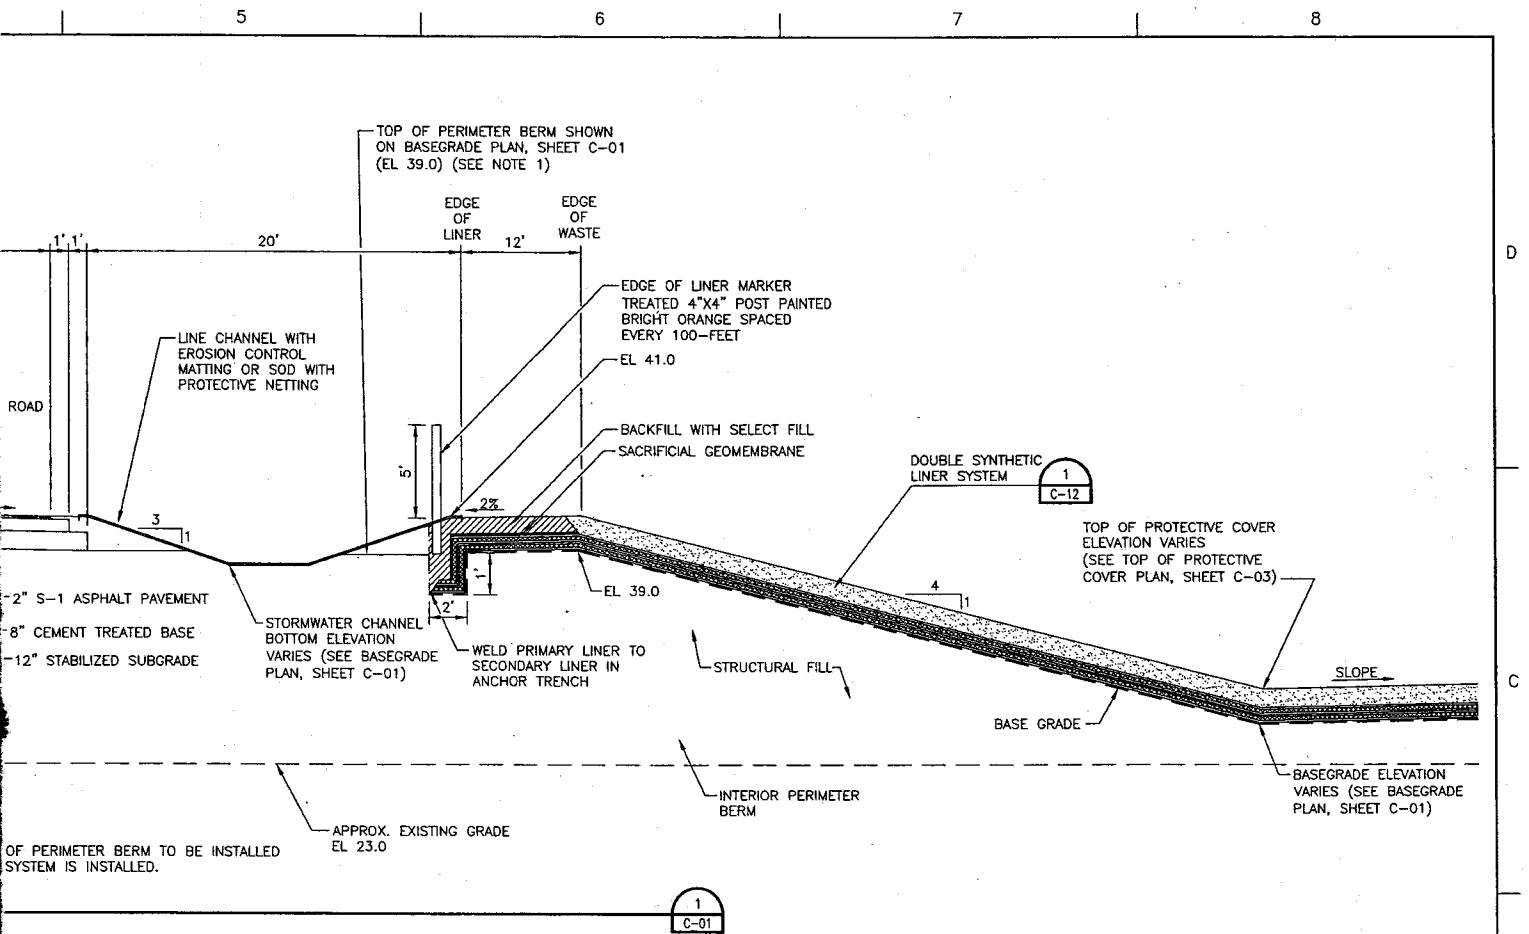 5 6 7 8
TOP OF PERIMETER BERM SHOWN
ON BASEGRADE PLAN, SHEET C-01
(EL 39.0) (SEE NOTE 1)
EDGE
OF
LINER
EDGE
OF
WASTE
1' 1' 20' 12'
D
EDGE OF LINER MARKER
TREATED 4"X4" POST PAINTED
BRIGHT ORANGE SPACED
EVERY 100-FEET
LINE CHANNEL WITH
EROSION CONTROL
MATTING OR SOD WITH
PROTECTIVE NETTING
EL 41.0
ROAD
BACKFILL WITH SELECT FILL
SACRIFICIAL GEOMEMBRANE
5'
DOUBLE SYNTHETIC
LINER SYSTEM
1
C-12
2%
3
1
TOP OF PROTECTIVE COVER
ELEVATION VARIES
(SEE TOP OF PROTECTIVE
COVER PLAN, SHEET C-03)
1'
EL 39.0
4
1
2'
2" S-1 ASPHALT PAVEMENT
8" CEMENT TREATED BASE
12" STABILIZED SUBGRADE
STORMWATER CHANNEL
BOTTOM ELEVATION
VARIES (SEE BASEGRADE
PLAN, SHEET C-01)
WELD PRIMARY LINER TO
SECONDARY LINER IN
ANCHOR TRENCH
STRUCTURAL FILL
SLOPE
C
BASE GRADE
BASEGRADE ELEVATION
VARIES (SEE BASEGRADE
PLAN, SHEET C-01)
INTERIOR PERIMETER
BERM
APPROX. EXISTING GRADE
EL 23.0
OF PERIMETER BERM TO BE INSTALLED
SYSTEM IS INSTALLED.
1
C-01